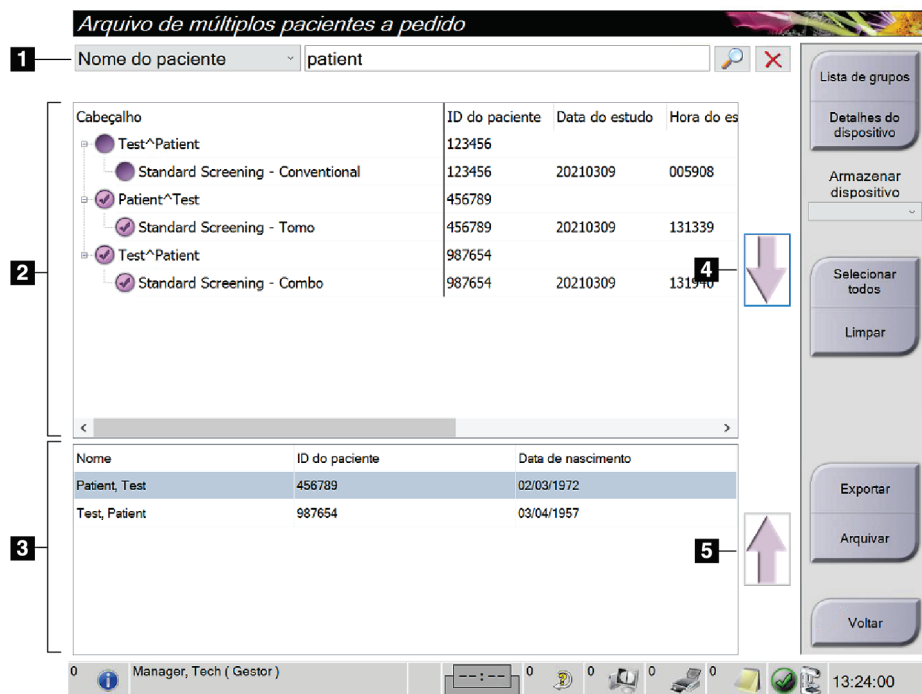 Arquivo de múltiplos pacientes a pedido
1 Nome do paciente patient
Lista de grupos
Detalhes do
dispositivo
Armazenar
dispositivo
Selecionar
todos
Limpar
Exportar
Arquivar
Voltar
2
Cabeçalho ID do paciente Data do estudo Hora do es
Test^Patient 123456
Standard Screening - Conventional 123456 20210309 005908
Patient^Test 456789
Standard Screening - Tomo 456789 20210309 131339
Test^Patient 987654
Standard Screening - Combo 987654 20210309 131940
4
3
Nome ID do paciente Data de nascimento
Patient, Test 456789 02/03/1972
Test, Patient 987654 03/04/1957
5
0 Manager, Tech ( Gestor ) --:-- 0 0 0 0 13:24:00